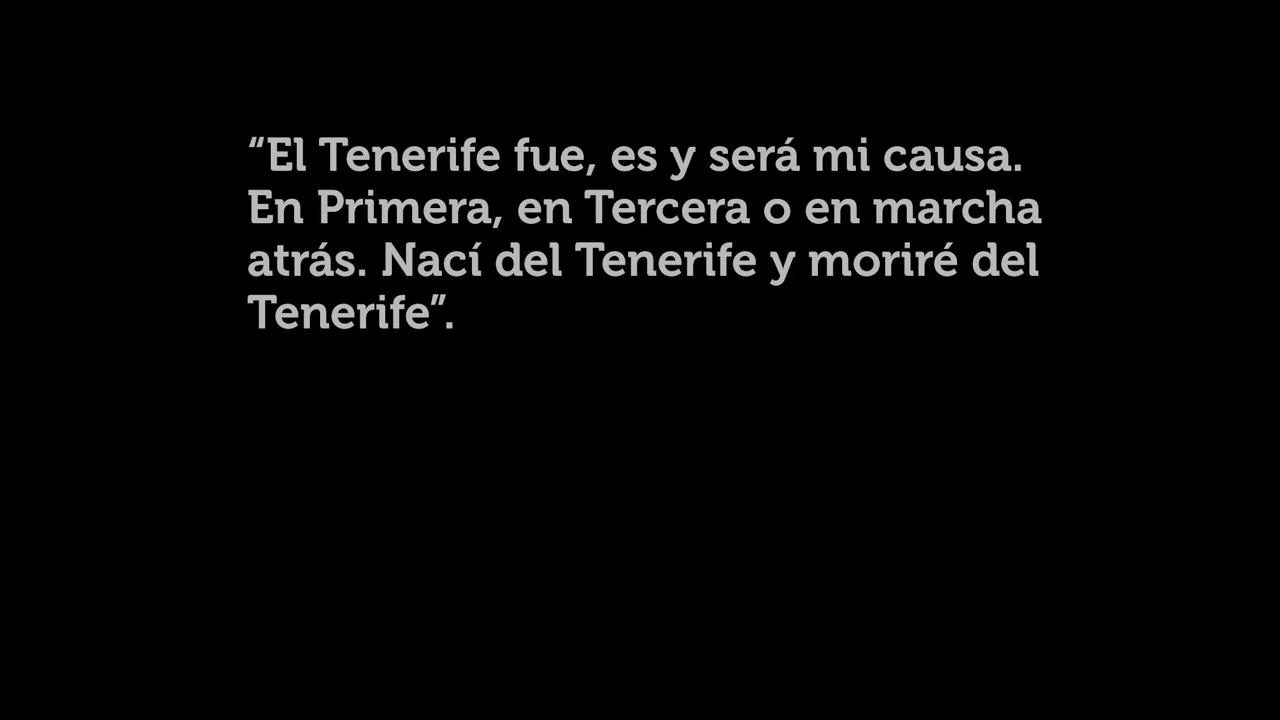 “El Tenerife fue, es y será mi causa.
En Primera, en Tercera o en marcha
atrás. Nací del Tenerife y moriré del
Tenerife”.